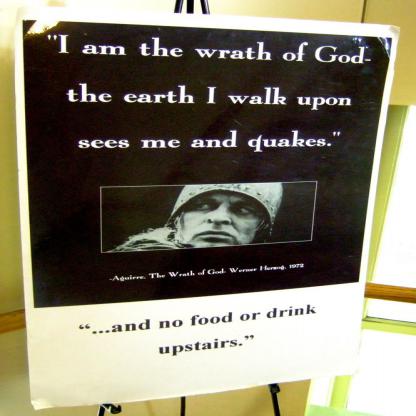 "I am the wrath of God-
the earth I walk upon
sees me and quakes."
-Aguirre, The Wrath of God- Werner Herzog, 1972
"...and no food or drink
upstairs."